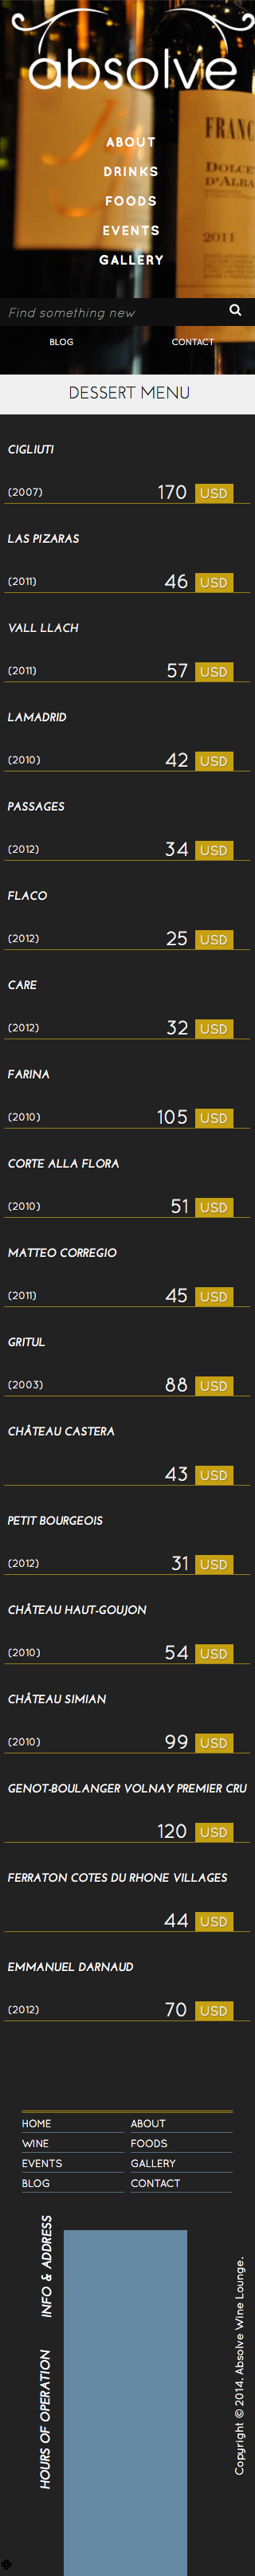 absolve
FRANC
DOLCE
D'ALBA
2011
ABOUT
DRINKS
FOODS
EVENTS
GALLERY
Find something new
BLOG CONTACT
DESSERT MENU
CIGLIUTI
(2007) 170 USD
LAS PIZARAS
(2011) 46 USD
VALL LLACH
(2011) 57 USD
LAMADRID
(2010) 42 USD
PASSAGES
(2012) 34 USD
FLACO
(2012) 25 USD
CARE
(2012) 32 USD
FARINA
(2010) 105 USD
CORTE ALLA FLORA
(2010) 51 USD
MATTEO CORREGIO
(2011) 45 USD
GRITUL
(2003) 88 USD
CHÂTEAU CASTERA
43 USD
PETIT BOURGEOIS
(2012) 31 USD
CHÂTEAU HAUT-GOUJON
(2010) 54 USD
CHÂTEAU SIMIAN
(2010) 99 USD
GENOT-BOULANGER VOLNAY PREMIER CRU
120 USD
FERRATON COTES DU RHONE VILLAGES
44 USD
EMMANUEL DARNAUD
(2012) 70 USD
HOME ABOUT
WINE FOODS
EVENTS GALLERY
BLOG CONTACT
INFO & ADDRESS
HOURS OF OPERATION
Copyright © 2014. Absolve Wine Lounge.